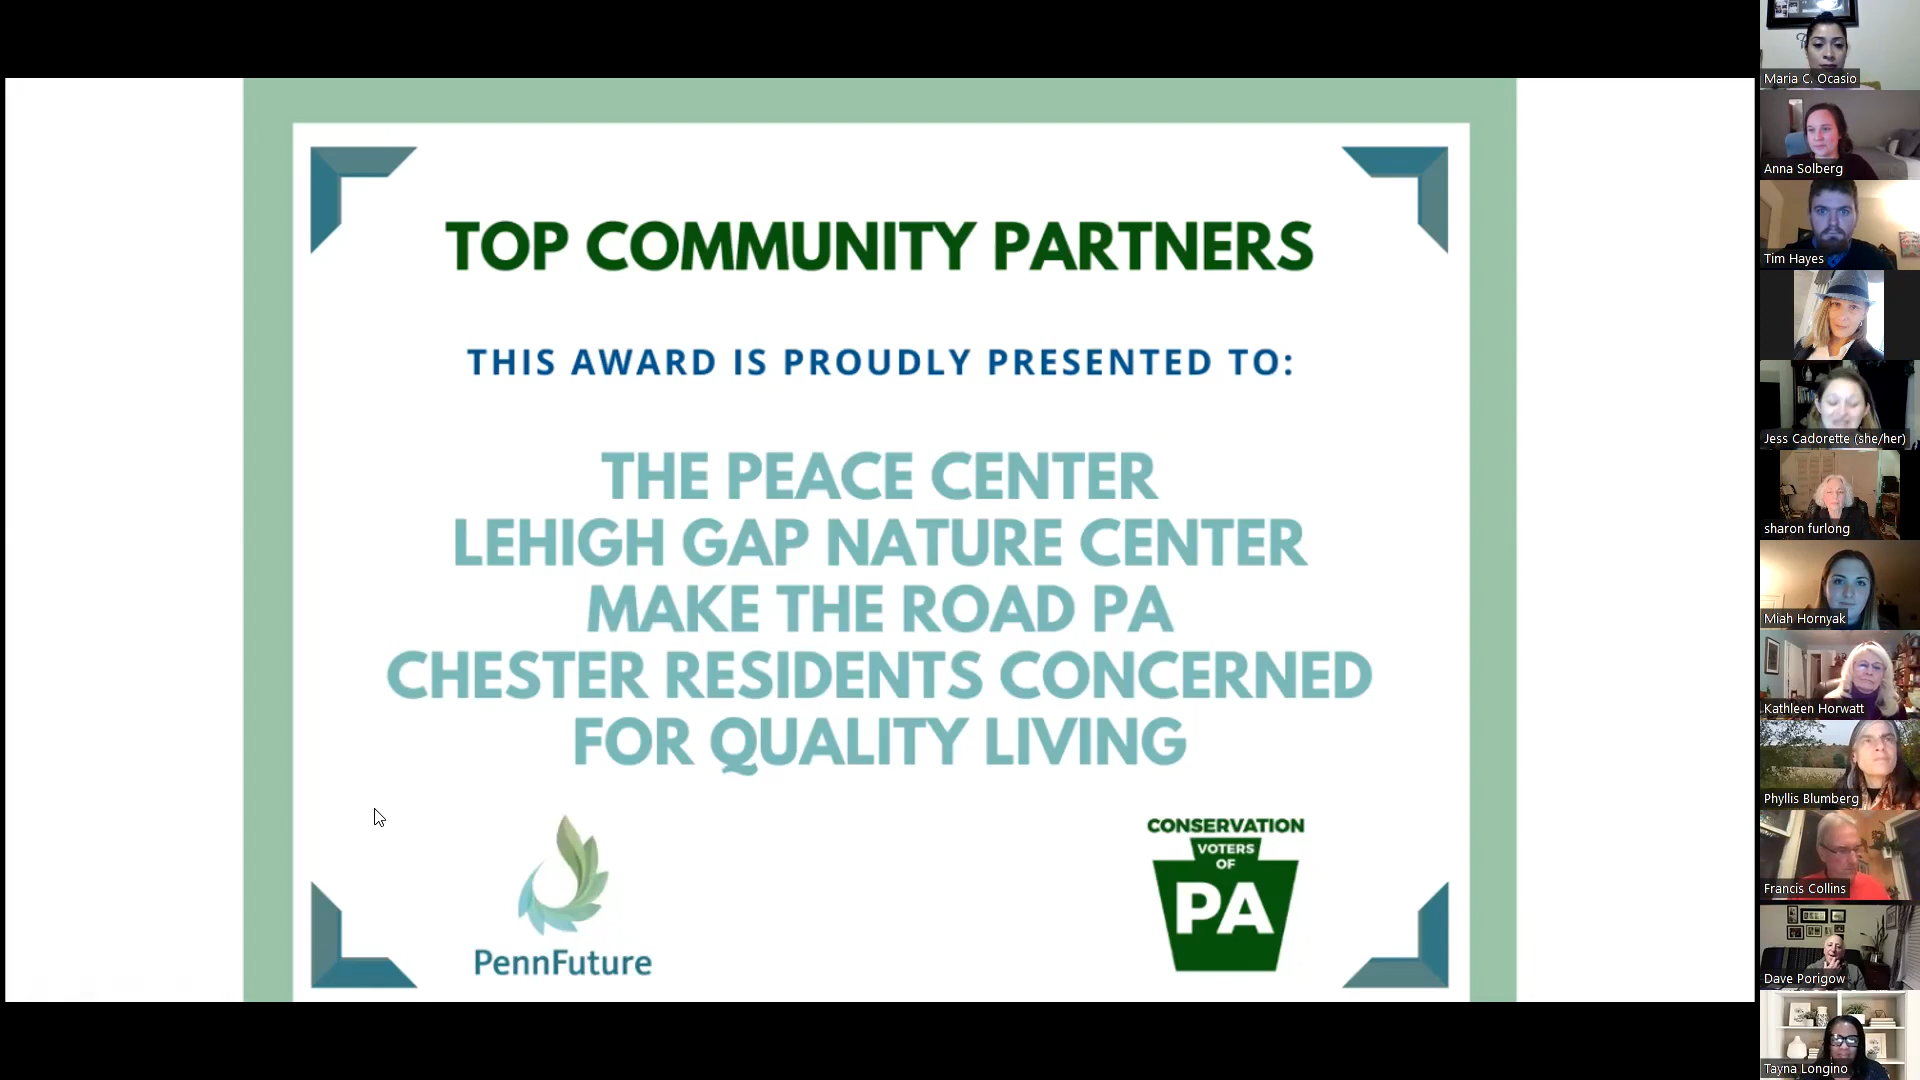 TOP COMMUNITY PARTNERS
THIS AWARD IS PROUDLY PRESENTED TO:
THE PEACE CENTER
LEHIGH GAP NATURE CENTER
MAKE THE ROAD PA
CHESTER RESIDENTS CONCERNED
FOR QUALITY LIVING
PennFuture
CONSERVATION
VOTERS
OF
PA
Maria C. Ocasio
Anna Solberg
Tim Hayes
Jess Cadorette (she/her)
sharon furlong
Miah Hornyak
Kathleen Horwatt
Phyllis Blumberg
Francis Collins
Dave Porigow
Tayna Longino